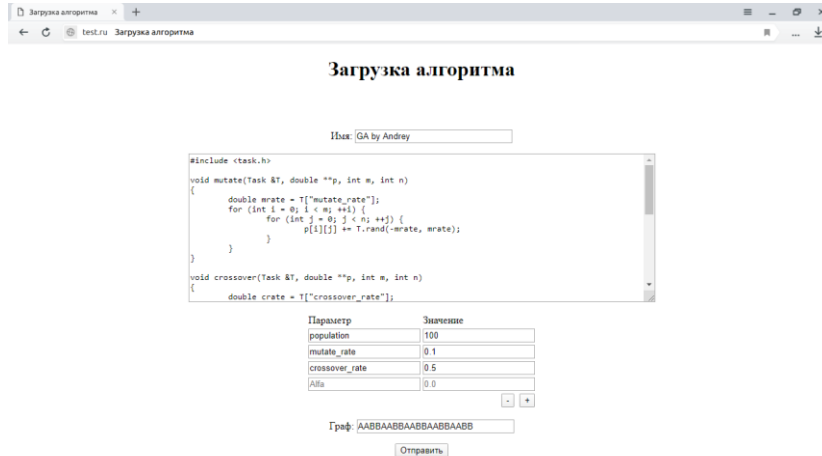 Загрузка алгоритма
test.ru Загрузка алгоритма
Загрузка алгоритма
Имя: GA by Andrey
#include <task.h>
void mutate(Task &T, double **p, int m, int n)
{
double mrate = T["mutate_rate"];
for (int i = 0; i < m; ++i) {
for (int j = 0; j < n; ++j) {
p[i][j] += T.rand(-mrate, mrate);
}
}
}
void crossover(Task &T, double **p, int m, int n)
{
double crate = T["crossover_rate"];
Параметр Значение
population 100
mutate_rate 0.1
crossover_rate 0.5
Alfa 0.0
- +
Граф: AABBAABBAABBAABBAABB
Отправить